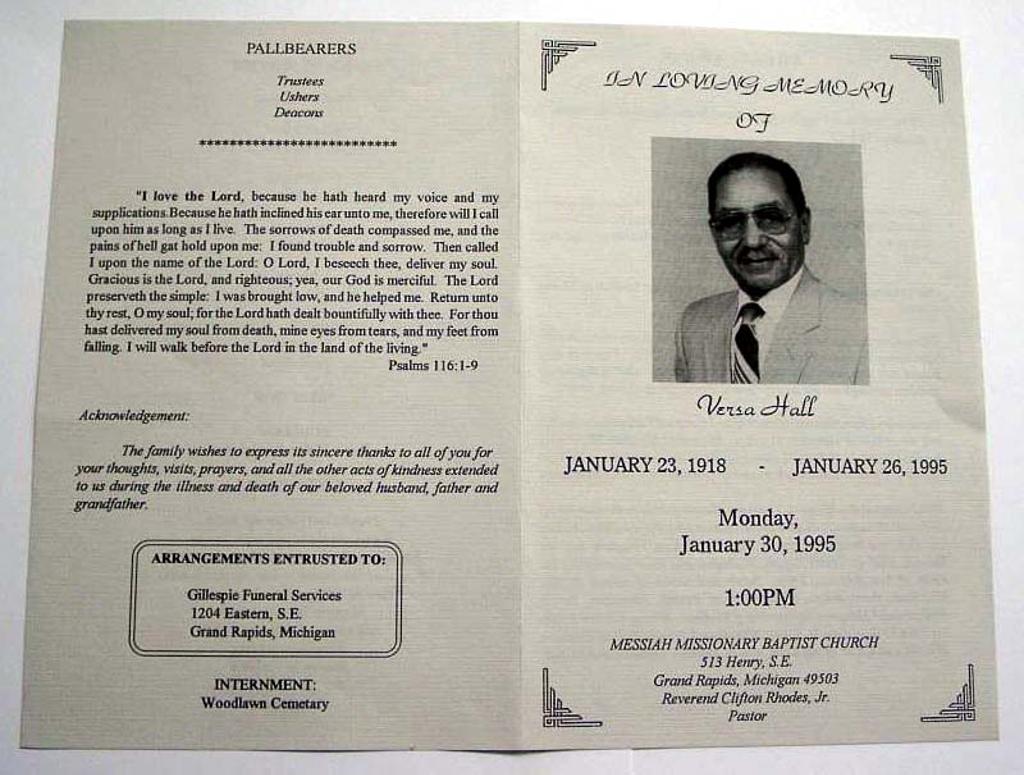 PALLBEARERS
Trustees
Ushers
Deacons
**************************
"I love the Lord, because he hath heard my voice and my
supplications.Because he hath inclined his ear unto me, therefore will I call
upon him as long as I live. The sorrows of death compassed me, and the
pains of hell gat hold upon me: I found trouble and sorrow. Then called
I upon the name of the Lord: O Lord, I beseech thee, deliver my soul.
Gracious is the Lord, and righteous; yea, our God is merciful. The Lord
preserveth the simple: I was brought low, and he helped me. Return unto
thy rest, O my soul; for the Lord hath dealt bountifully with thee. For thou
hast delivered my soul from death, mine eyes from tears, and my feet from
falling. I will walk before the Lord in the land of the living."
Psalms 116:1-9
Acknowledgement:
The family wishes to express its sincere thanks to all of you for
your thoughts, visits, prayers, and all the other acts of kindness extended
to us during the illness and death of our beloved husband, father and
grandfather.
ARRANGEMENTS ENTRUSTED TO:
Gillespie Funeral Services
1204 Eastern, S.E.
Grand Rapids, Michigan
INTERNMENT:
Woodlawn Cemetary
IN LOVING MEMORY
OF
Versa Hall
JANUARY 23, 1918 - JANUARY 26, 1995
Monday,
January 30, 1995
1:00PM
MESSIAH MISSIONARY BAPTIST CHURCH
513 Henry, S.E.
Grand Rapids, Michigan 49503
Reverend Clifton Rhodes, Jr.
Pastor